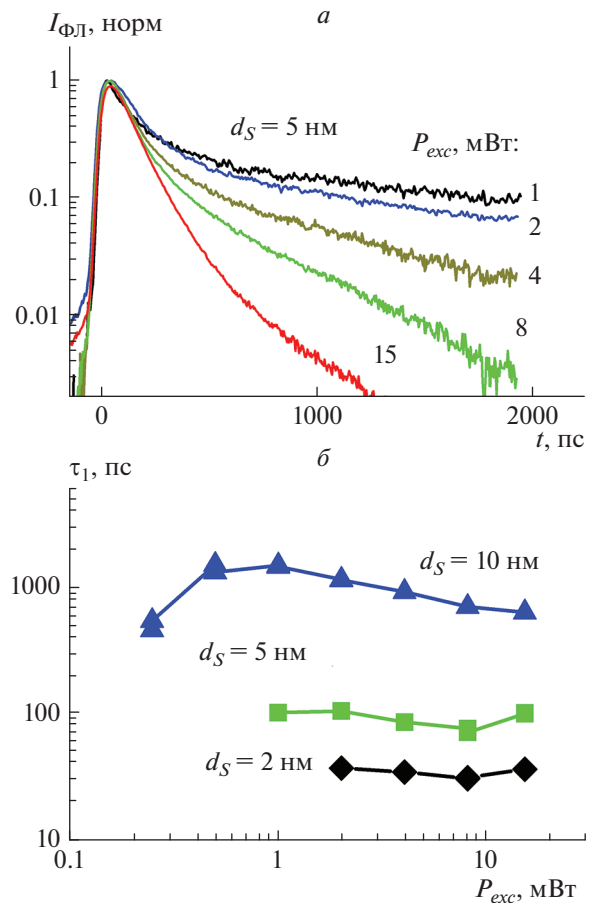 I_ФЛ, норм
а
1
d_S = 5 нм
P_exc, мВт:
0.1
1
2
4
0.01
8
15
0
1000
2000
t, пс
τ_1, пс
б
1000
d_S = 10 нм
d_S = 5 нм
100
d_S = 2 нм
10
0.1
1
10
P_exc, мВт